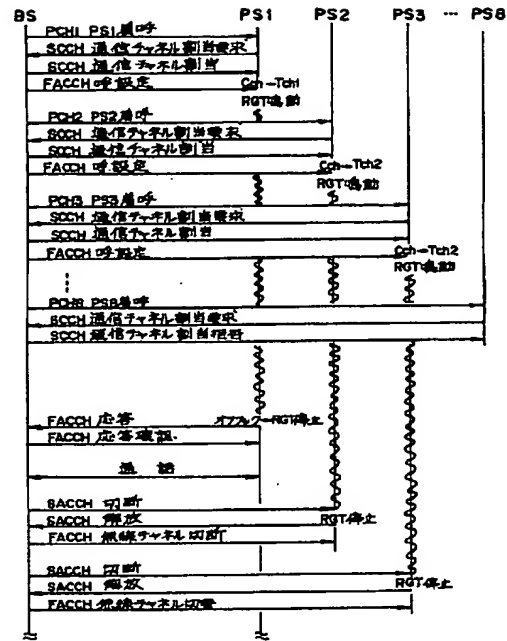 BS PS1 PS2 PS3 … PS8
PCH1 PS1着呼
SCCH 通信チャネル割当要求
SCCH 通信チャネル割当
FACCH 呼設定
Cch→Tch1
RGT鳴動
PCH2 PS2着呼
SCCH 通信チャネル割当要求
SCCH 通信チャネル割当
FACCH 呼設定
Cch→Tch2
RGT鳴動
PCH3 PS3着呼
SCCH 通信チャネル割当要求
SCCH 通信チャネル割当
FACCH 呼設定
Cch→Tch2
RGT鳴動
PCH8 PS8着呼
SCCH 通信チャネル割当要求
SCCH 通信チャネル割当拒否
FACCH 応答
オフフック→RGT停止
FACCH 応答確認
通話
SACCH 切断
SACCH 解放
RGT停止
FACCH 無線チャネル切断
SACCH 切断
SACCH 解放
RGT停止
FACCH 無線チャネル切断